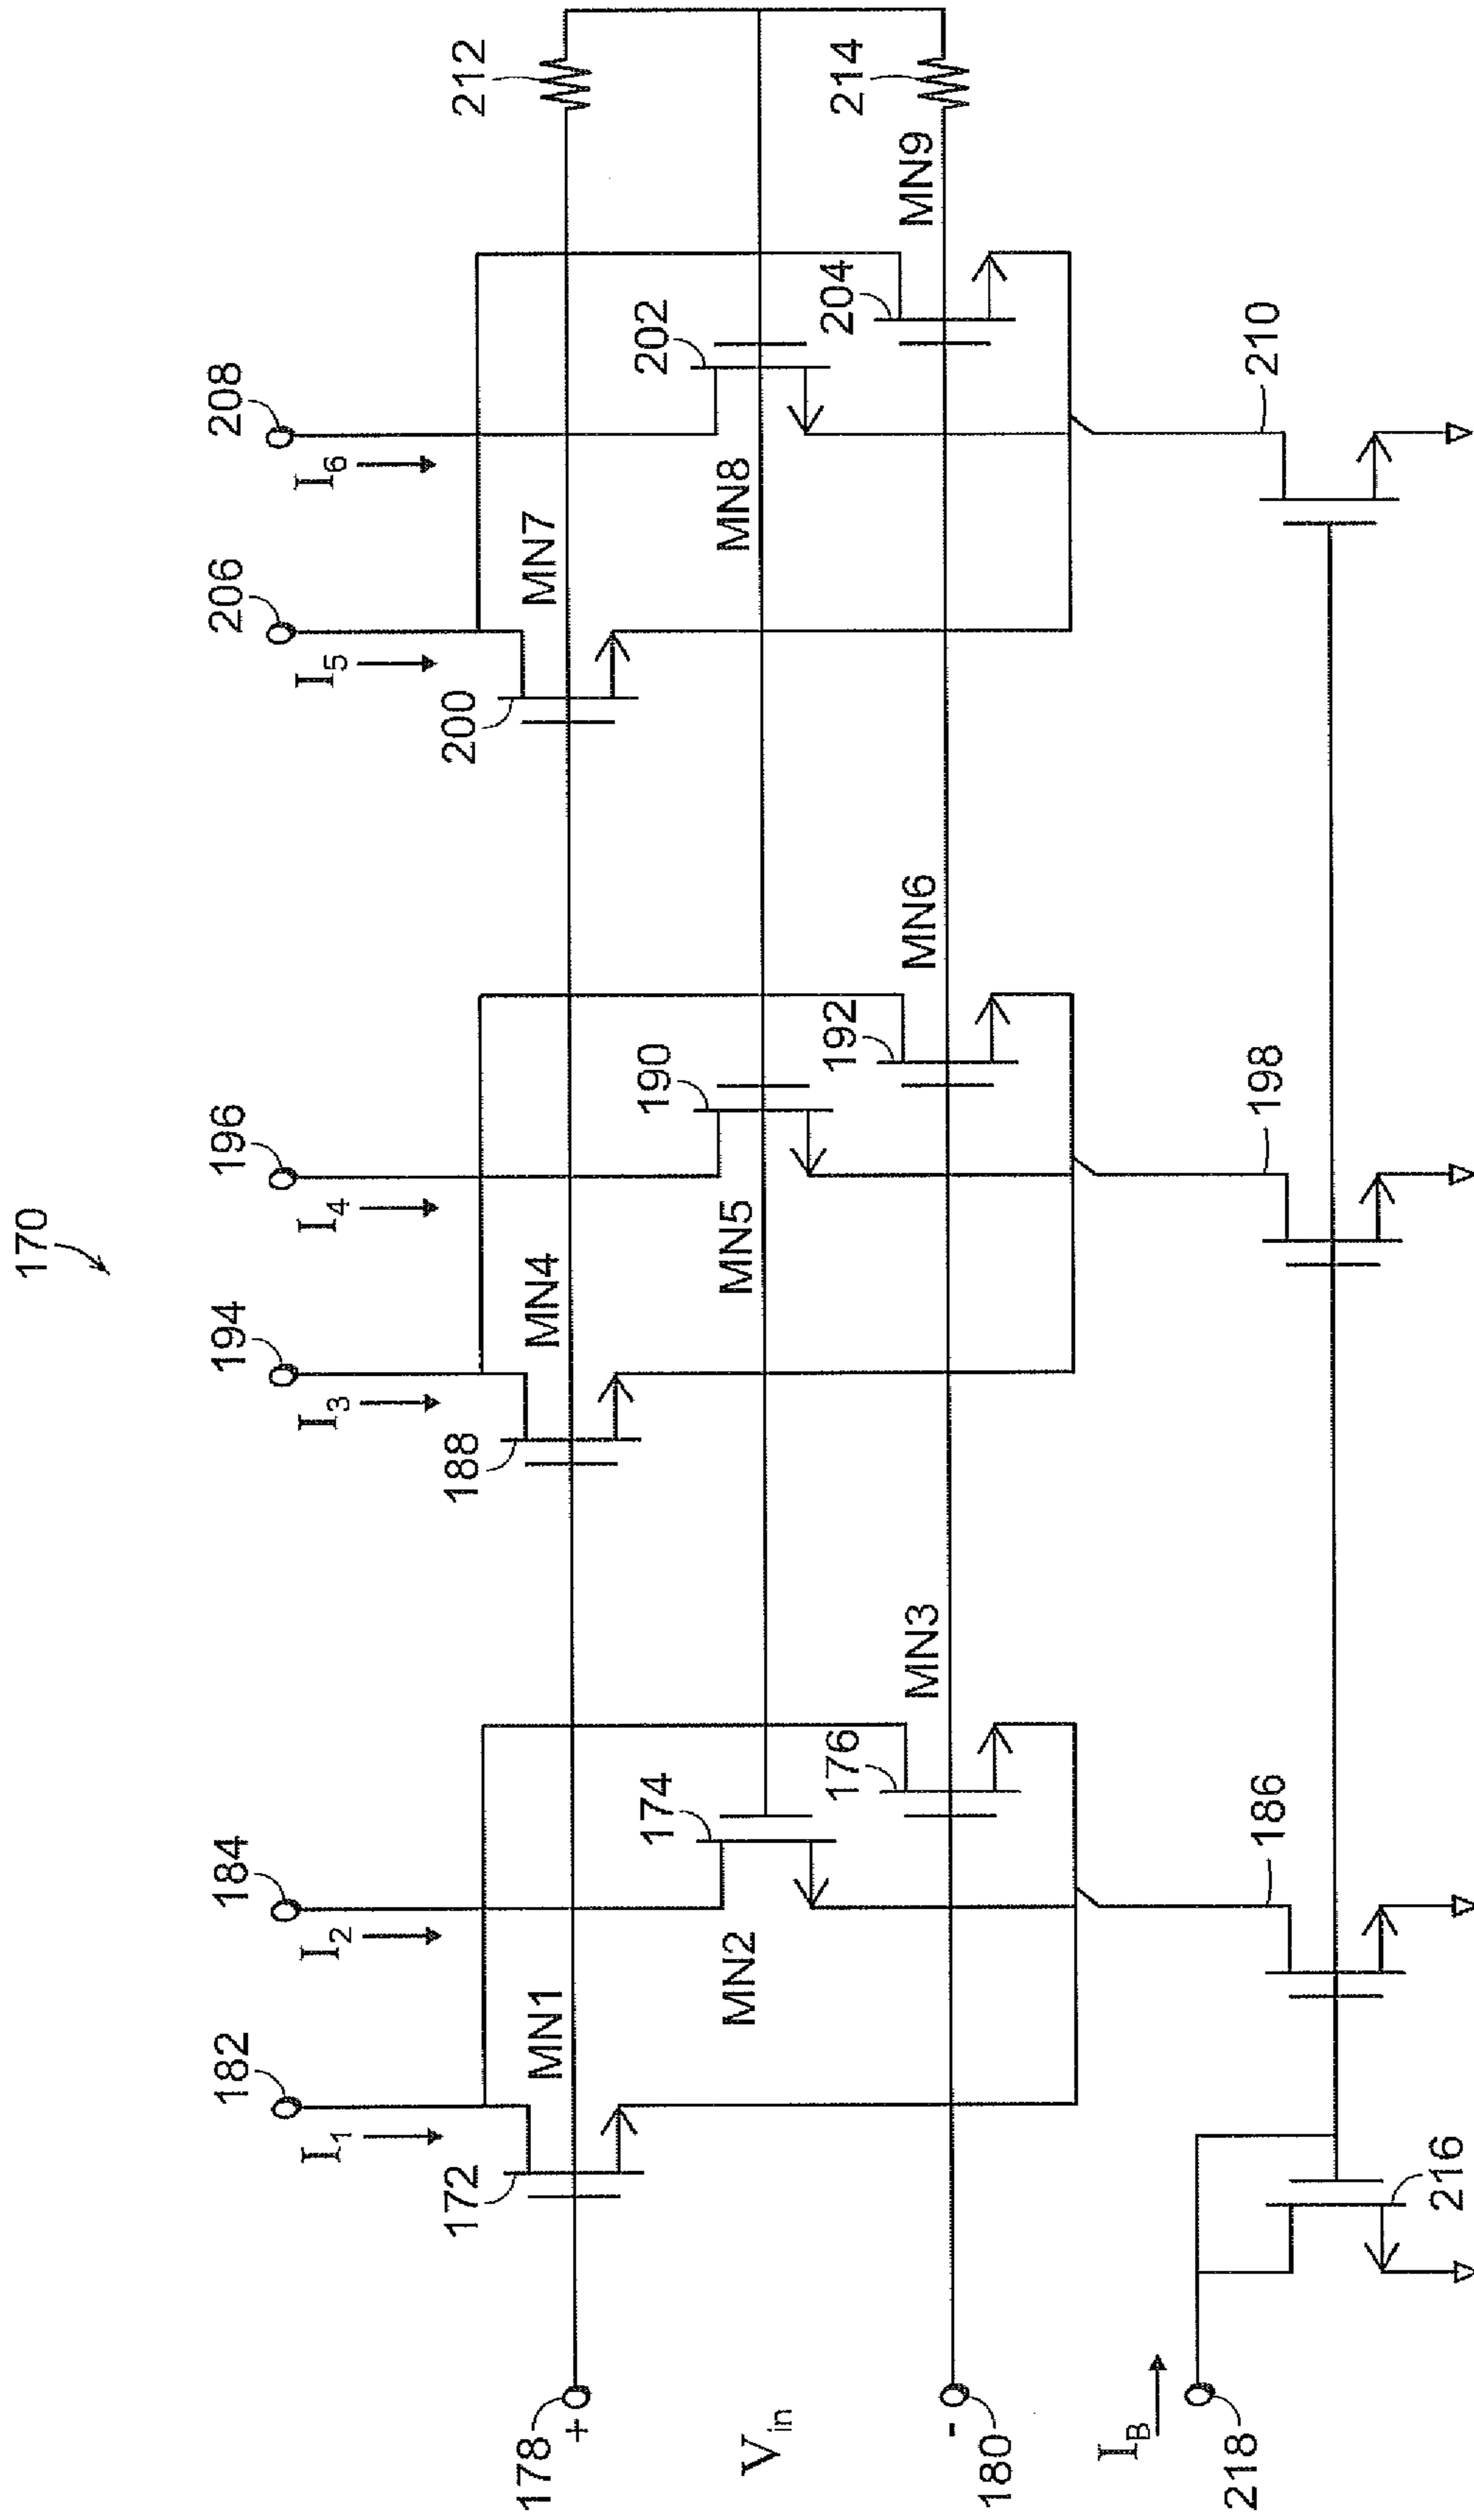 170
182
184
194
196
206
208
I₁
I₂
I₃
I₄
I₅
I₆
212
172
MN1
188
MN4
200
MN7
178
+
174
MN2
190
MN5
202
MN8
V_in
176
MN3
192
MN6
204
MN9
214
-
180
I_B
218
186
198
210
216